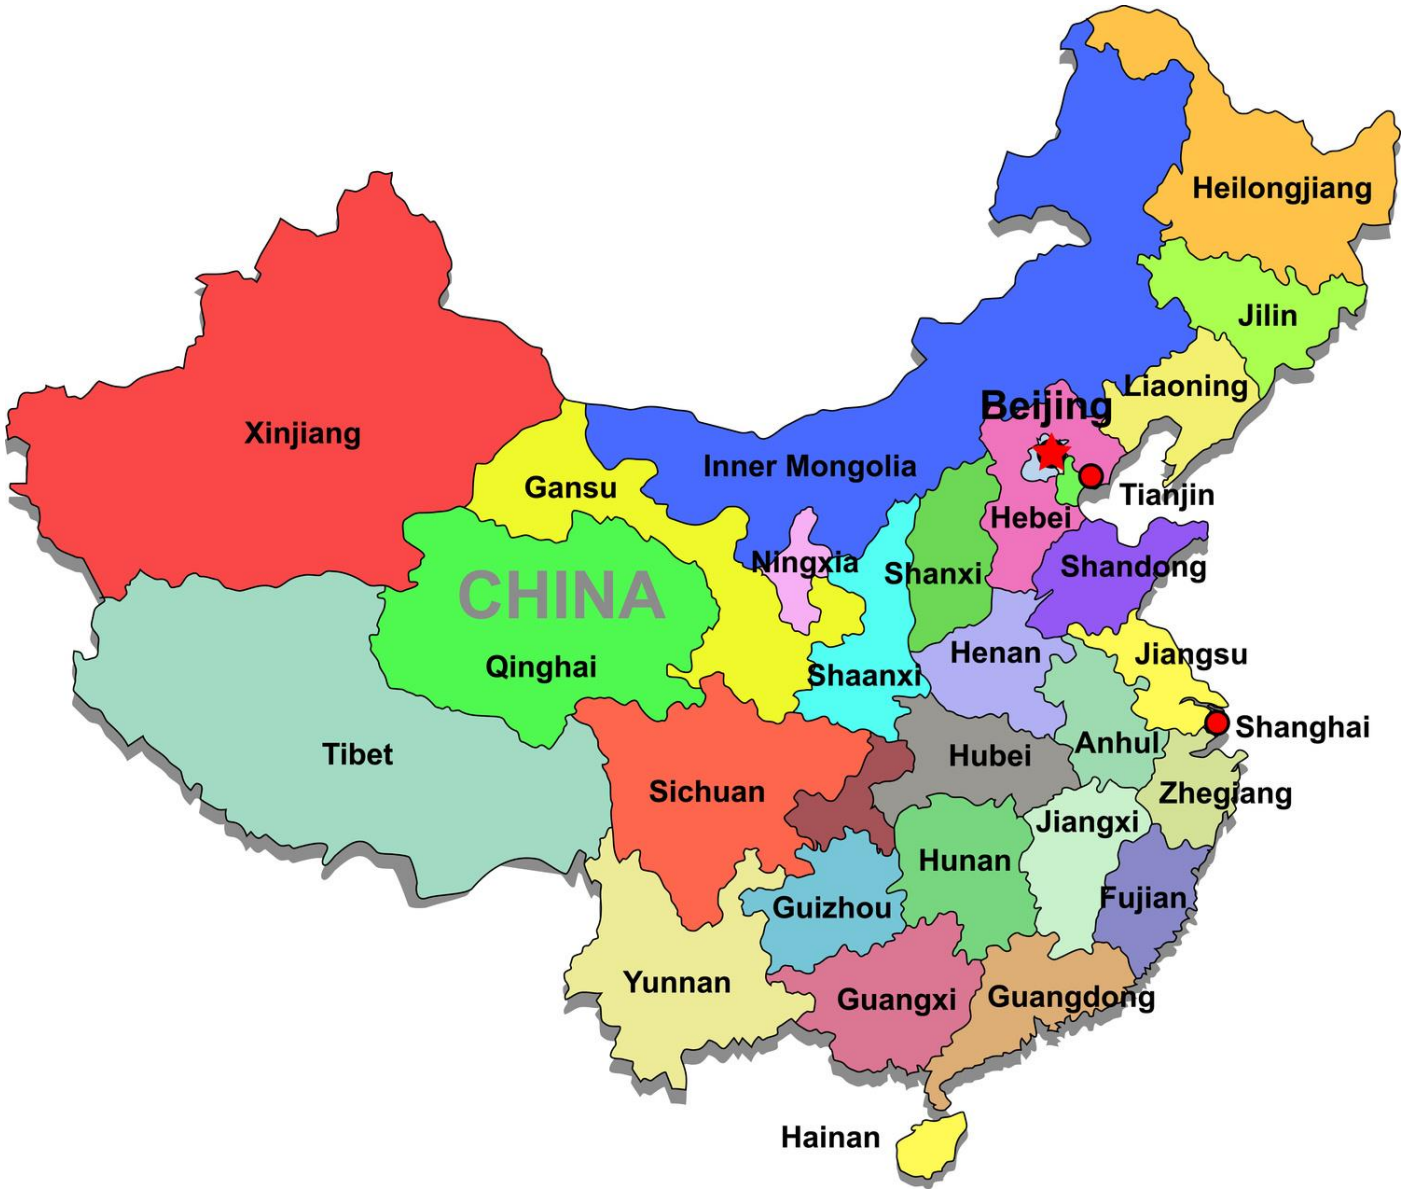 Heilongjiang
Jilin
Liaoning
Beijing
Xinjiang
Inner Mongolia
Gansu
Tianjin
Hebei
Ningxia
Shanxi
Shandong
CHINA
Qinghai
Henan
Jiangsu
Shaanxi
Shanghai
Tibet
Hubei
Anhul
Sichuan
Zhegiang
Jiangxi
Hunan
Fujian
Guizhou
Yunnan
Guangxi
Guangdong
Hainan